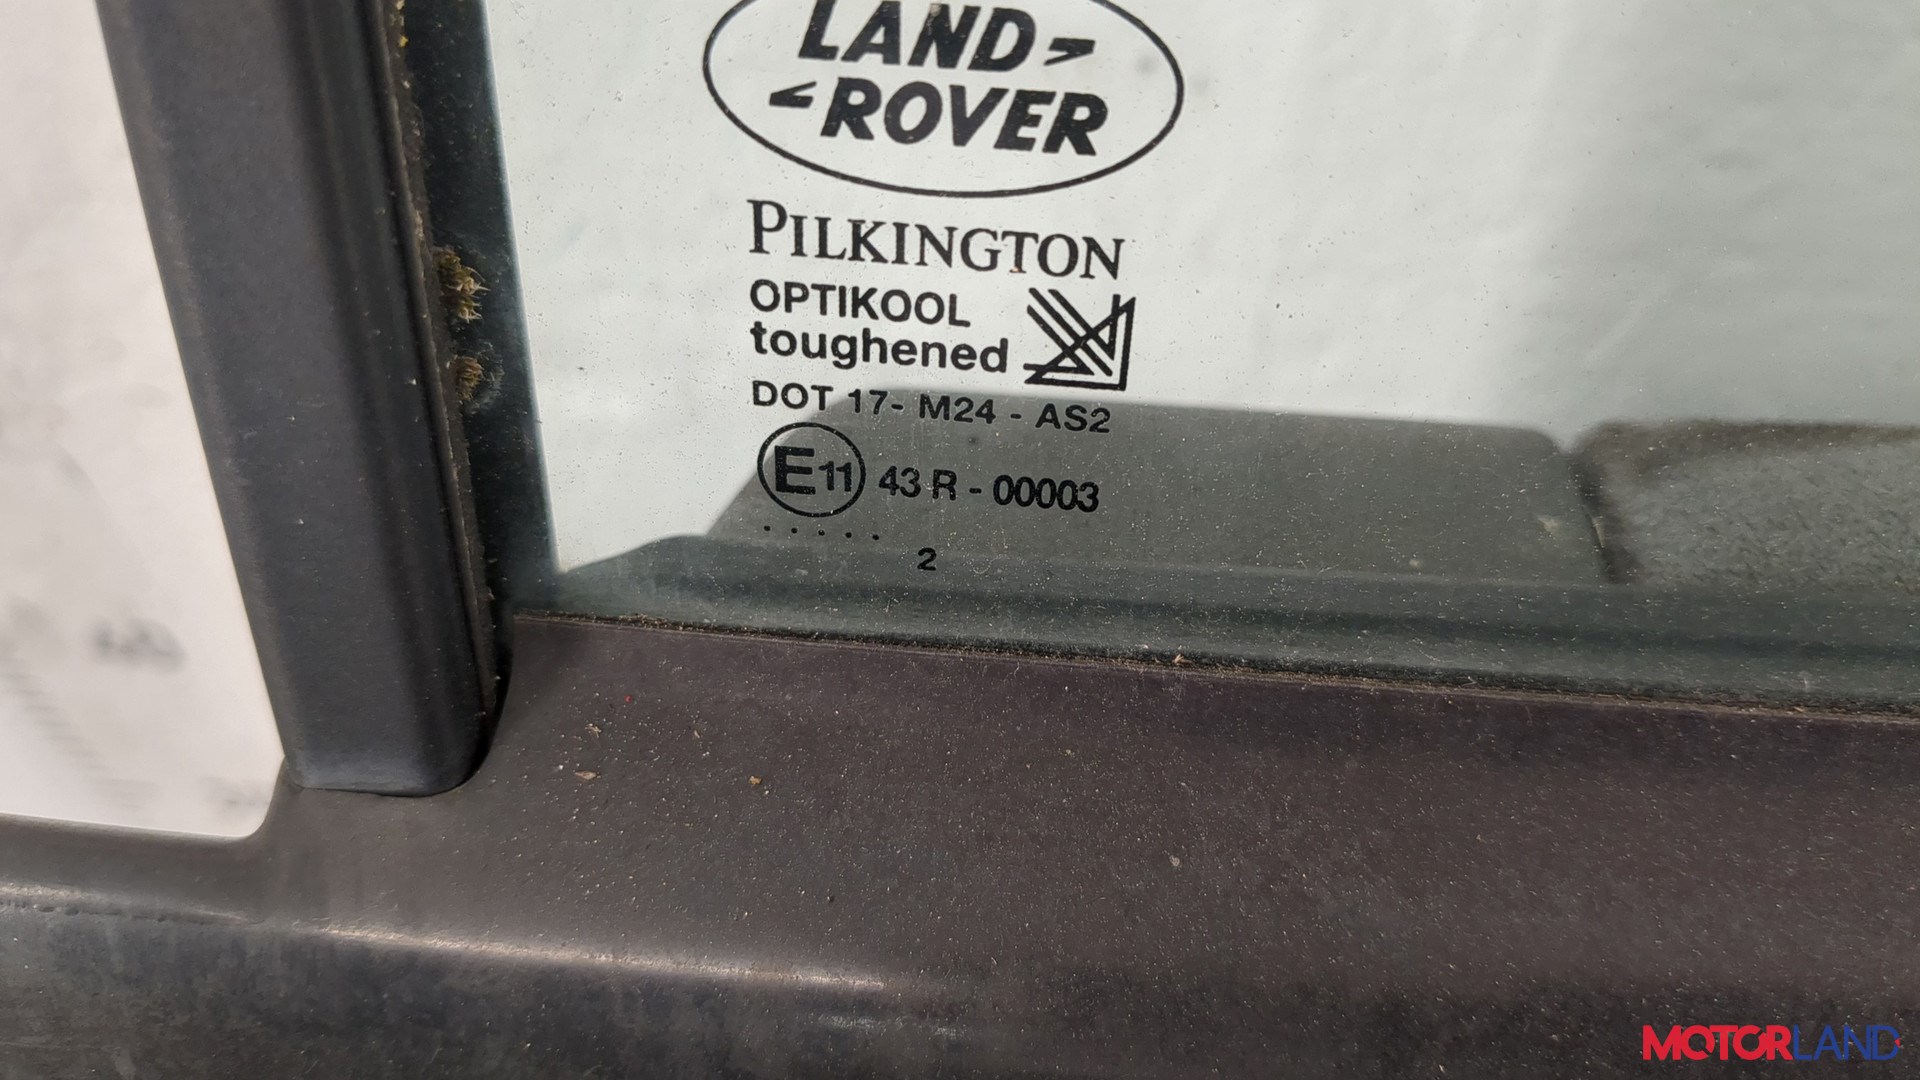 LAND
ROVER
PILKINGTON
OPTIKOOL
toughened
DOT 17- M24 - AS2
E11 43 R - 00003
. . . . .
2
MOTORLAND